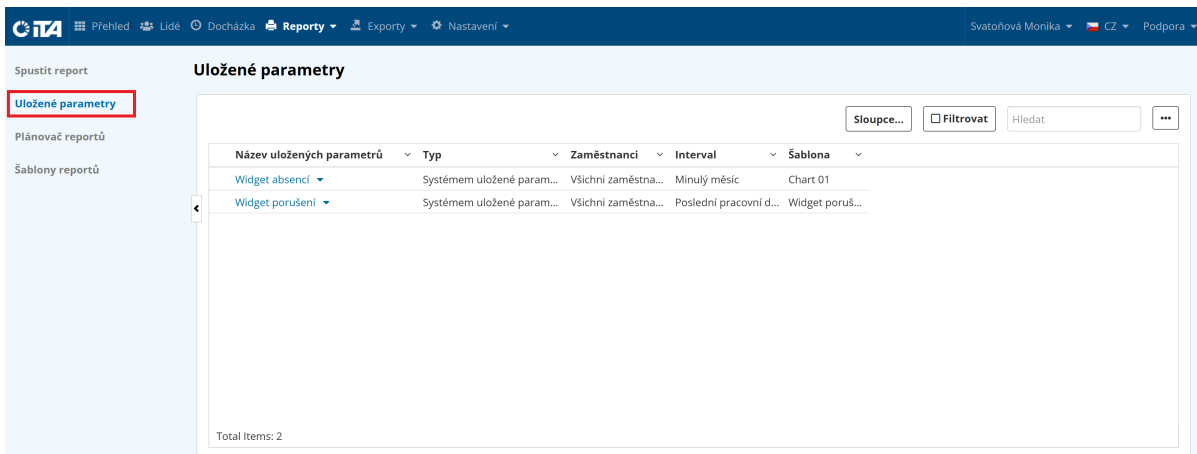 iTA Přehled Lidé Docházka Reporty Exporty Nastavení Svatoňová Monika CZ Podpora
Spustit report
Uložené parametry
Plánovač reportů
Šablony reportů
Uložené parametry
Sloupce... Filtrovat Hledat ...
Název uložených parametrů Typ Zaměstnanci Interval Šablona
Widget absencí Systémem uložené param... Všichni zaměstna... Minulý měsíc Chart 01
Widget porušení Systémem uložené param... Všichni zaměstna... Poslední pracovní d... Widget poruš...
Total Items: 2